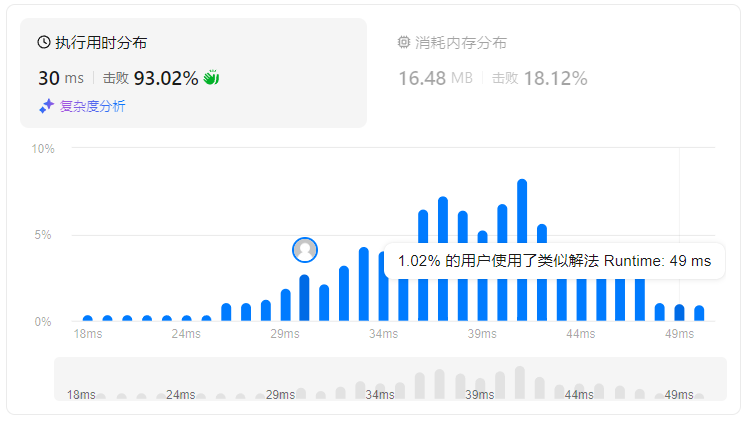 执行用时分布
30 ms | 击败 93.02%
复杂度分析
消耗内存分布
16.48 MB | 击败 18.12%
10%
5%
0%
1.02% 的用户使用了类似解法 Runtime: 49 ms
18ms 24ms 29ms 34ms 39ms 44ms 49ms
18ms 24ms 29ms 34ms 39ms 44ms 49ms